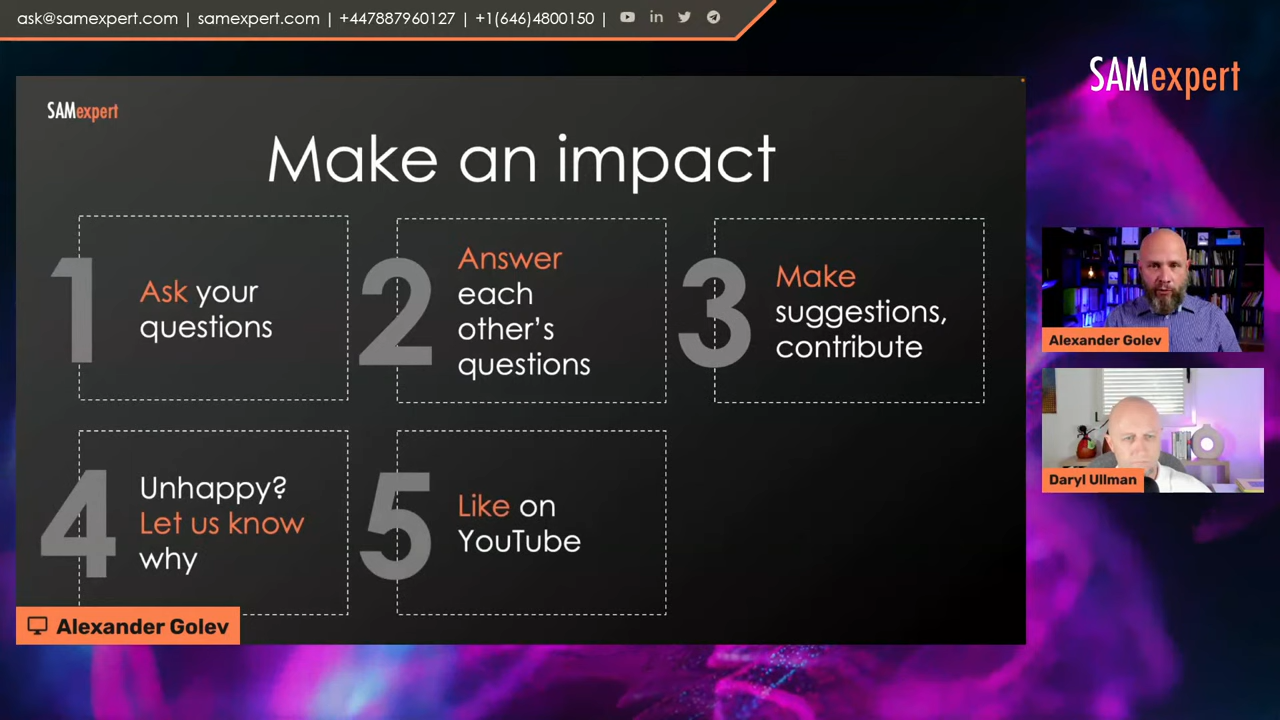 ask@samexpert.com | samexpert.com | +447887960127 | +1(646)4800150 |
SAMexpert
SAMexpert
Make an impact
1
Ask your
questions
2
Answer
each
other's
questions
3
Make
suggestions,
contribute
4
Unhappy?
Let us know
why
5
Like on
YouTube
Alexander Golev
Daryl Ullman
Alexander Golev